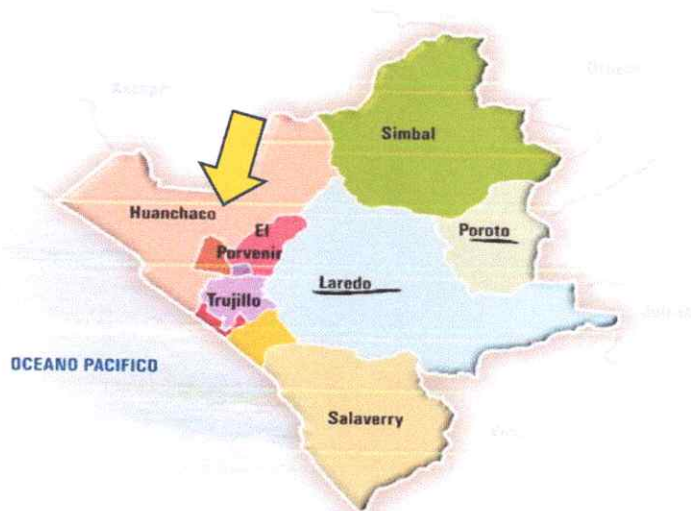 Simbal
Huanchaco
El
Porvenir
Poroto
Laredo
Trujillo
OCEANO PACIFICO
Salaverry